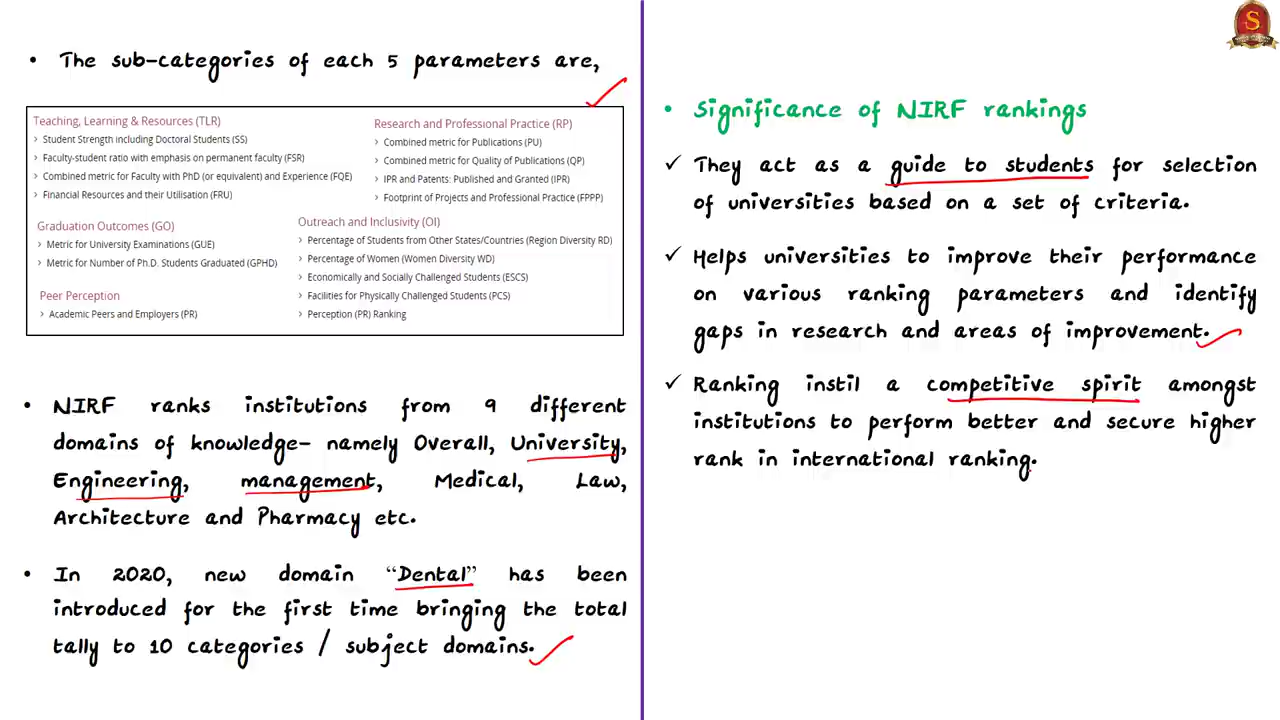 • The sub-categories of each 5 parameters are,
Teaching, Learning & Resources (TLR)
› Student Strength including Doctoral Students (SS)
› Faculty-student ratio with emphasis on permanent faculty (FSR)
› Combined metric for Faculty with PhD (or equivalent) and Experience (FQE)
› Financial Resources and their Utilisation (FRU)
Graduation Outcomes (GO)
› Metric for University Examinations (GUE)
› Metric for Number of Ph.D. Students Graduated (GPHD)
Peer Perception
› Academic Peers and Employers (PR)
Research and Professional Practice (RP)
› Combined metric for Publications (PU)
› Combined metric for Quality of Publications (QP)
› IPR and Patents: Published and Granted (IPR)
› Footprint of Projects and Professional Practice (FPPP)
Outreach and Inclusivity (OI)
› Percentage of Students from Other States/Countries (Region Diversity RD)
› Percentage of Women (Women Diversity WD)
› Economically and Socially Challenged Students (ESCS)
› Facilities for Physically Challenged Students (PCS)
› Perception (PR) Ranking
• NIRF ranks institutions from 9 different
domains of knowledge- namely Overall, University,
Engineering, management, Medical, Law,
Architecture and Pharmacy etc.
• In 2020, new domain “Dental” has been
introduced for the first time bringing the total
tally to 10 categories / subject domains.
• Significance of NIRF rankings
✓ They act as a guide to students for selection
of universities based on a set of criteria.
✓ Helps universities to improve their performance
on various ranking parameters and identify
gaps in research and areas of improvement.
✓ Ranking instil a competitive spirit amongst
institutions to perform better and secure higher
rank in international ranking.
S